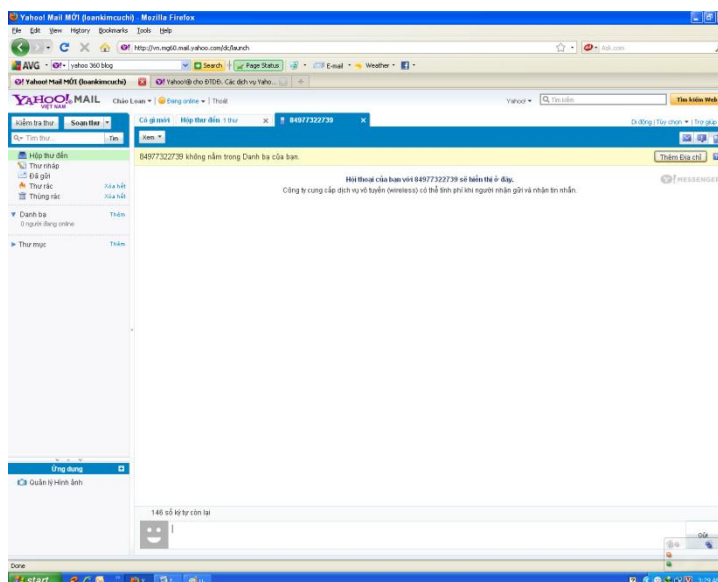 Yahoo! Mail MỚI (loankimcuchi) - Mozilla Firefox
File Edit View History Bookmarks Tools Help
http://vn.mg60.mail.yahoo.com/dc/launch
Ask.com
AVG yahoo 360 blog Search Page Status E-mail Weather
Yahoo! Mail MỚI (loankimcuchi) Yahoo!® cho ĐTDĐ. Các dịch vụ Yaho...
YAHOO! MAIL Chào Loan Đang online | Thoát Yahoo! Tìm kiếm Tìm kiếm Web
VIỆT NAM
Kiểm tra thư Soạn thư Có gì mới Hộp thư đến 1 thư 84977322739 Di động | Tùy chọn | Trợ giúp
Tìm thư... Tìm Xem
Hộp thư đến 84977322739 không nằm trong Danh bạ của bạn. Thêm Địa chỉ
Thư nháp
Đã gửi Hội thoại của bạn với 84977322739 sẽ hiển thị ở đây. MESSENGER
Thư rác Xóa hết Công ty cung cấp dịch vụ vô tuyến (wireless) có thể tính phí khi người nhận gửi và nhận tin nhắn.
Thùng rác Xóa hết
Danh bạ Thêm
0 người đang online
Thư mục Thêm
Ứng dụng
Quản lý Hình ảnh
146 số ký tự còn lại
Gửi
Done
start